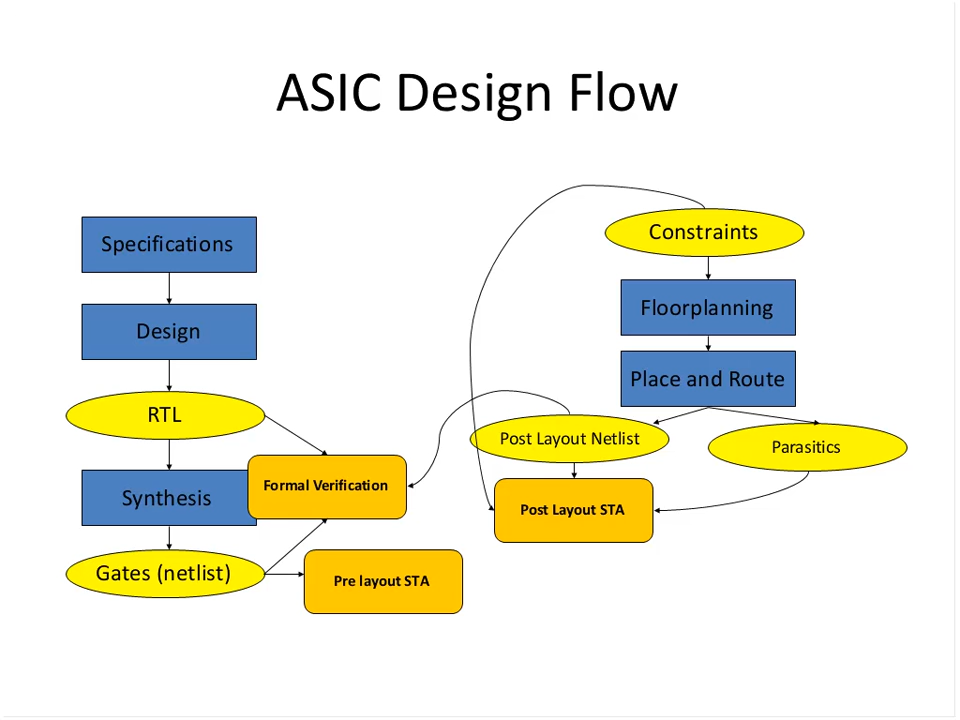 ASIC Design Flow
Specifications
Design
RTL
Synthesis
Gates (netlist)
Formal Verification
Pre layout STA
Constraints
Floorplanning
Place and Route
Post Layout Netlist
Parasitics
Post Layout STA